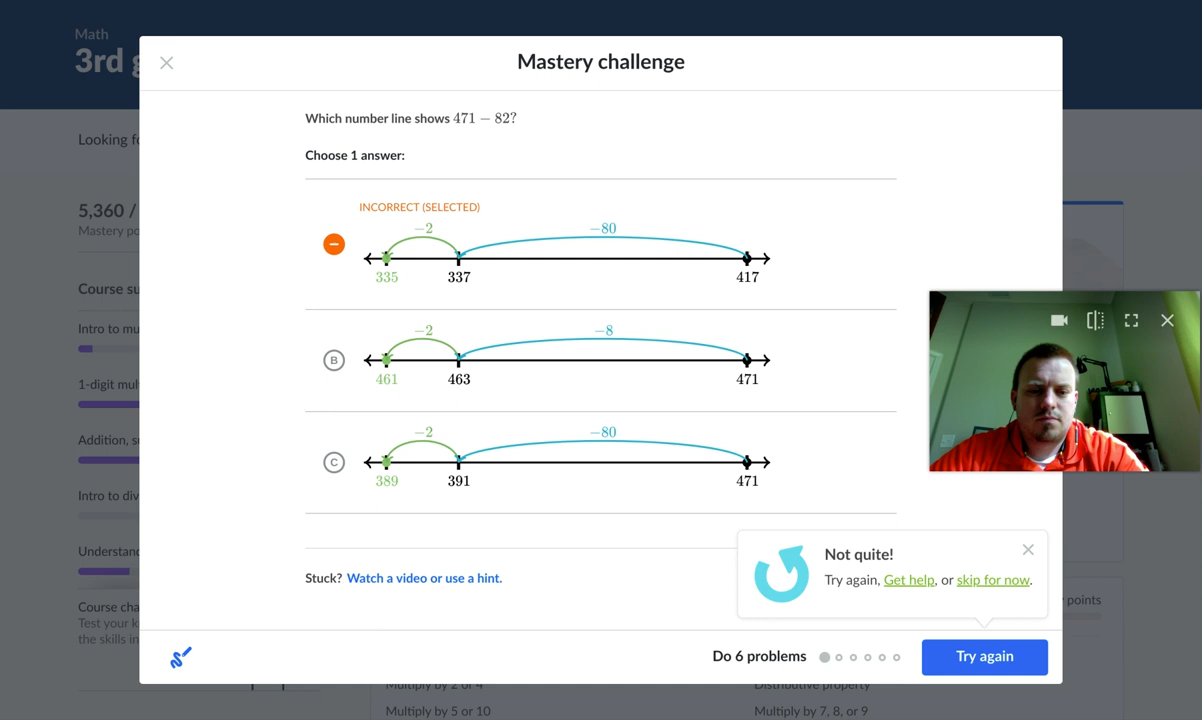 Math
3rd g
Looking fo
5,360 /
Mastery po
Course su
Intro to mu
1-digit mul
Addition, su
Intro to div
Understand
Course cha
Test your k
the skills in
Mastery challenge
Which number line shows 471 − 82?
Choose 1 answer:
INCORRECT (SELECTED)
−2 −80
335 337 417
B
−2 −8
461 463 471
C
−2 −80
389 391 471
Stuck? Watch a video or use a hint.
Not quite!
Try again, Get help, or skip for now.
points
Do 6 problems
Try again
Multiply by 2 or 4
Distributive property
Multiply by 5 or 10
Multiply by 7, 8, or 9